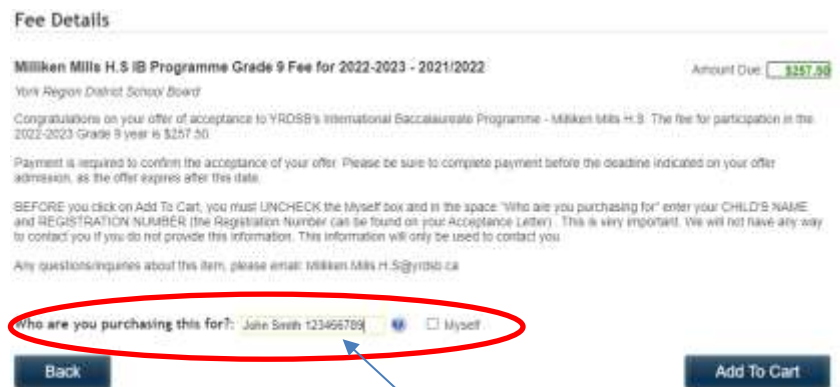 Fee Details
Milliken Mills H.S IB Programme Grade 9 Fee for 2022-2023 - 2021/2022
Amount Due: $257.50
York Region District School Board
Congratulations on your offer of acceptance to YRDSB's International Baccalaureate Programme - Milliken Mills H.S. The fee for participation in the
2022-2023 Grade 9 year is $257.50.
Payment is required to confirm the acceptance of your offer. Please be sure to complete payment before the deadline indicated on your offer
admission, as the offer expires after this date.
BEFORE you click on Add To Cart, you must UNCHECK the Myself box and in the space "Who are you purchasing for" enter your CHILD'S NAME
and REGISTRATION NUMBER (the Registration Number can be found on your Acceptance Letter). This is very important. We will not have any way
to contact you if you do not provide this information. This information will only be used to contact you.
Any questions/inquiries about this item, please email: Milliken.Mills.H.S@yrdsb.ca
Who are you purchasing this for?: John Smith 123456789 Myself
Back
Add To Cart